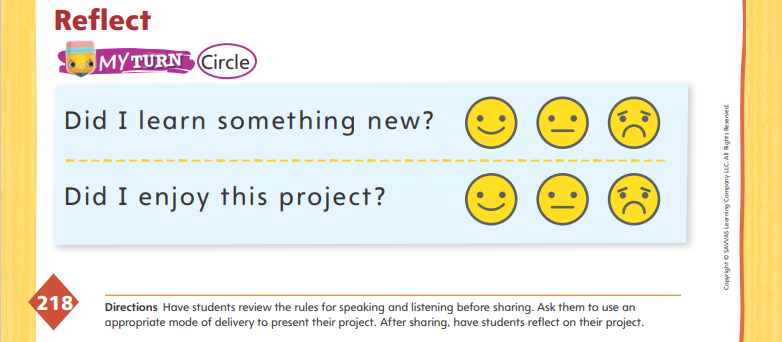 Reflect
MY TURN Circle
Did I learn something new?
Did I enjoy this project?
Copyright © SAVVAS Learning Company LLC. All Rights Reserved.
218
Directions Have students review the rules for speaking and listening before sharing. Ask them to use an
appropriate mode of delivery to present their project. After sharing, have students reflect on their project.